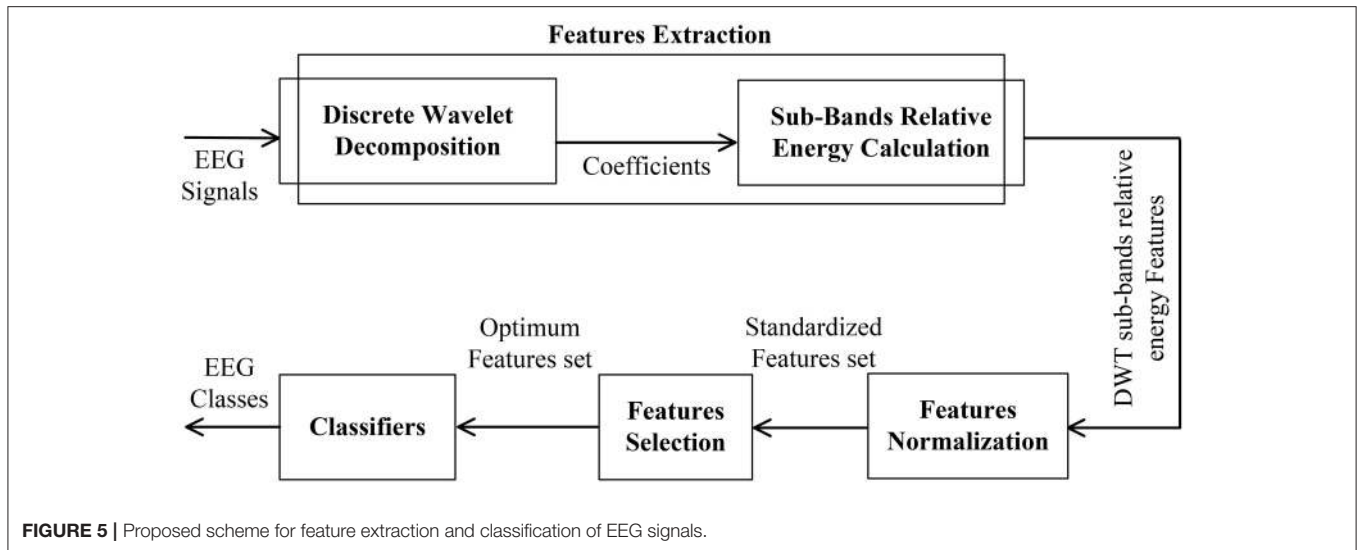 Features Extraction
Discrete Wavelet
Decomposition
Sub-Bands Relative
Energy Calculation
EEG
Signals
Coefficients
DWT sub-bands relative
energy Features
Optimum
Features set
Standardized
Features set
EEG
Classes
Classifiers
Features
Selection
Features
Normalization
FIGURE 5 | Proposed scheme for feature extraction and classification of EEG signals.